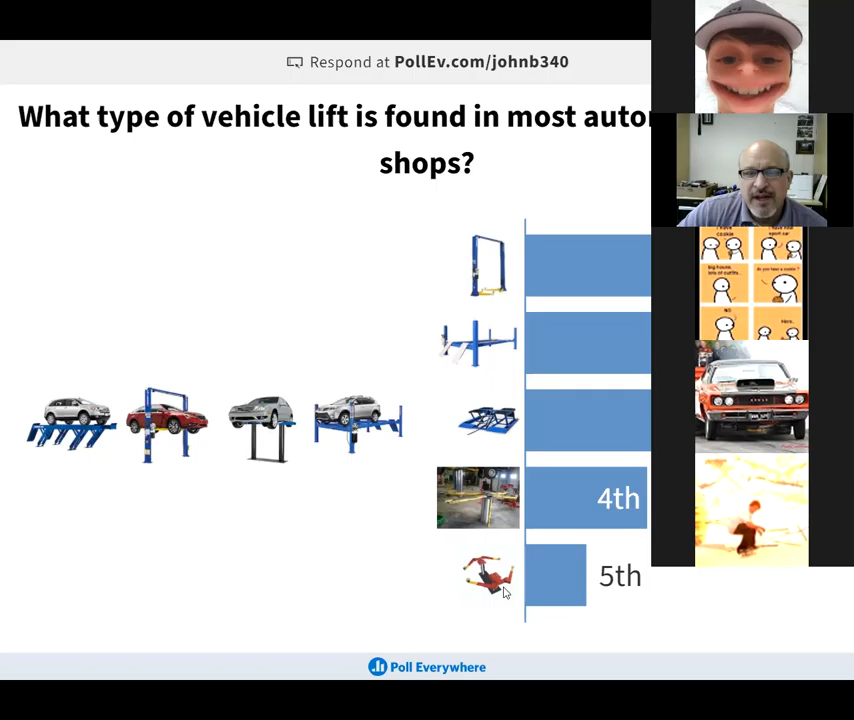 Respond at PollEv.com/johnb340
What type of vehicle lift is found in most
shops?
4th
5th
Poll Everywhere